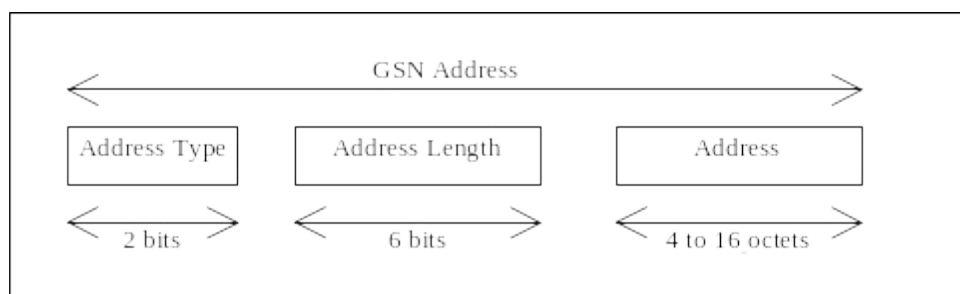 GSN Address
Address Type Address Length Address
2 bits 6 bits 4 to 16 octets